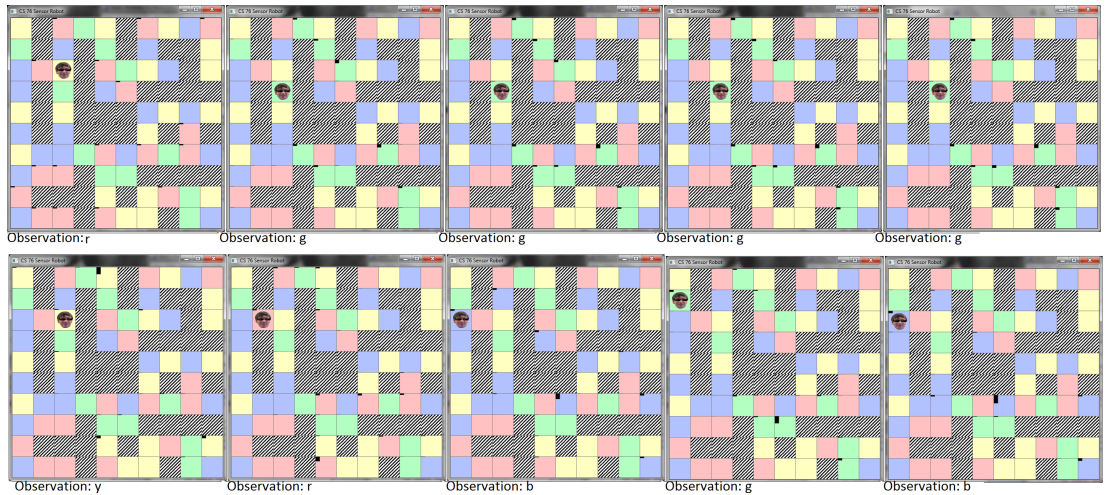 CS 76 Sensor Robot
CS 76 Sensor Robot
CS 76 Sensor Robot
CS 76 Sensor Robot
CS 76 Sensor Robot
Observation: r
Observation: g
Observation: g
Observation: g
Observation: g
CS 76 Sensor Robot
CS 76 Sensor Robot
CS 76 Sensor Robot
CS 76 Sensor Robot
CS 76 Sensor Robot
Observation: y
Observation: r
Observation: b
Observation: g
Observation: b